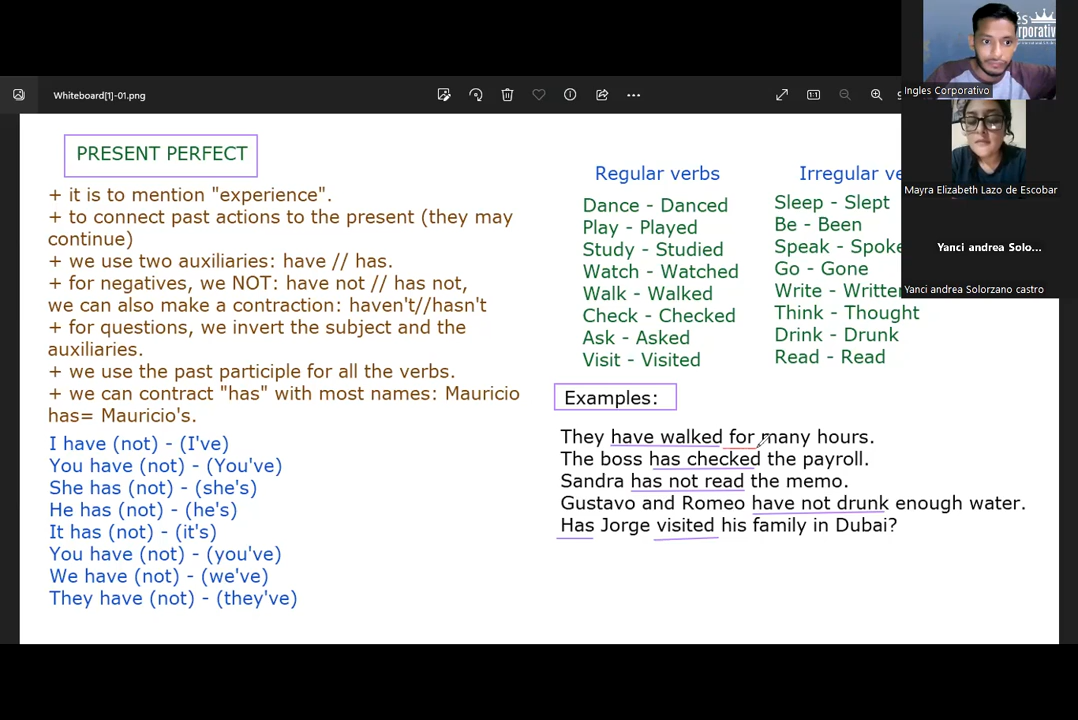 Whiteboard[1]-01.png
PRESENT PERFECT
+ it is to mention "experience".
+ to connect past actions to the present (they may
continue)
+ we use two auxiliaries: have // has.
+ for negatives, we NOT: have not // has not,
we can also make a contraction: haven't//hasn't
+ for questions, we invert the subject and the
auxiliaries.
+ we use the past participle for all the verbs.
+ we can contract "has" with most names: Mauricio
has= Mauricio's.
I have (not) - (I've)
You have (not) - (You've)
She has (not) - (she's)
He has (not) - (he's)
It has (not) - (it's)
You have (not) - (you've)
We have (not) - (we've)
They have (not) - (they've)
Regular verbs
Dance - Danced
Play - Played
Study - Studied
Watch - Watched
Walk - Walked
Check - Checked
Ask - Asked
Visit - Visited
Irregular ve
Sleep - Slept
Be - Been
Speak - Spoke
Go - Gone
Write - Written
Think - Thought
Drink - Drunk
Read - Read
Examples:
They have walked for many hours.
The boss has checked the payroll.
Sandra has not read the memo.
Gustavo and Romeo have not drunk enough water.
Has Jorge visited his family in Dubai?
Ingles Corporativo
Mayra Elizabeth Lazo de Escobar
Yanci andrea Solo...
Yanci andrea Solorzano castro